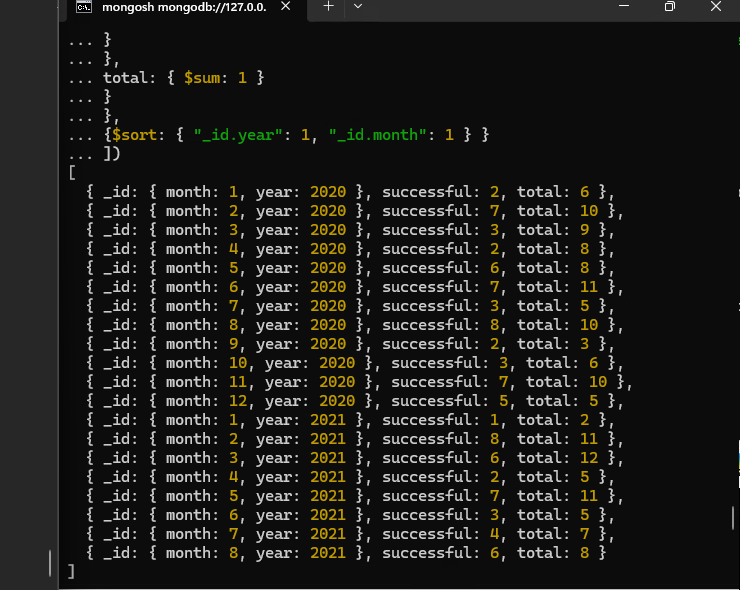 mongosh mongodb://127.0.0.
... }
... },
... total: { $sum: 1 }
... }
... },
... {$sort: { "_id.year": 1, "_id.month": 1 } }
... ])
[
  { _id: { month: 1, year: 2020 }, successful: 2, total: 6 },
  { _id: { month: 2, year: 2020 }, successful: 7, total: 10 },
  { _id: { month: 3, year: 2020 }, successful: 3, total: 9 },
  { _id: { month: 4, year: 2020 }, successful: 2, total: 8 },
  { _id: { month: 5, year: 2020 }, successful: 6, total: 8 },
  { _id: { month: 6, year: 2020 }, successful: 7, total: 11 },
  { _id: { month: 7, year: 2020 }, successful: 3, total: 5 },
  { _id: { month: 8, year: 2020 }, successful: 8, total: 10 },
  { _id: { month: 9, year: 2020 }, successful: 2, total: 3 },
  { _id: { month: 10, year: 2020 }, successful: 3, total: 6 },
  { _id: { month: 11, year: 2020 }, successful: 7, total: 10 },
  { _id: { month: 12, year: 2020 }, successful: 5, total: 5 },
  { _id: { month: 1, year: 2021 }, successful: 1, total: 2 },
  { _id: { month: 2, year: 2021 }, successful: 8, total: 11 },
  { _id: { month: 3, year: 2021 }, successful: 6, total: 12 },
  { _id: { month: 4, year: 2021 }, successful: 2, total: 5 },
  { _id: { month: 5, year: 2021 }, successful: 7, total: 11 },
  { _id: { month: 6, year: 2021 }, successful: 3, total: 5 },
  { _id: { month: 7, year: 2021 }, successful: 4, total: 7 },
  { _id: { month: 8, year: 2021 }, successful: 6, total: 8 }
]